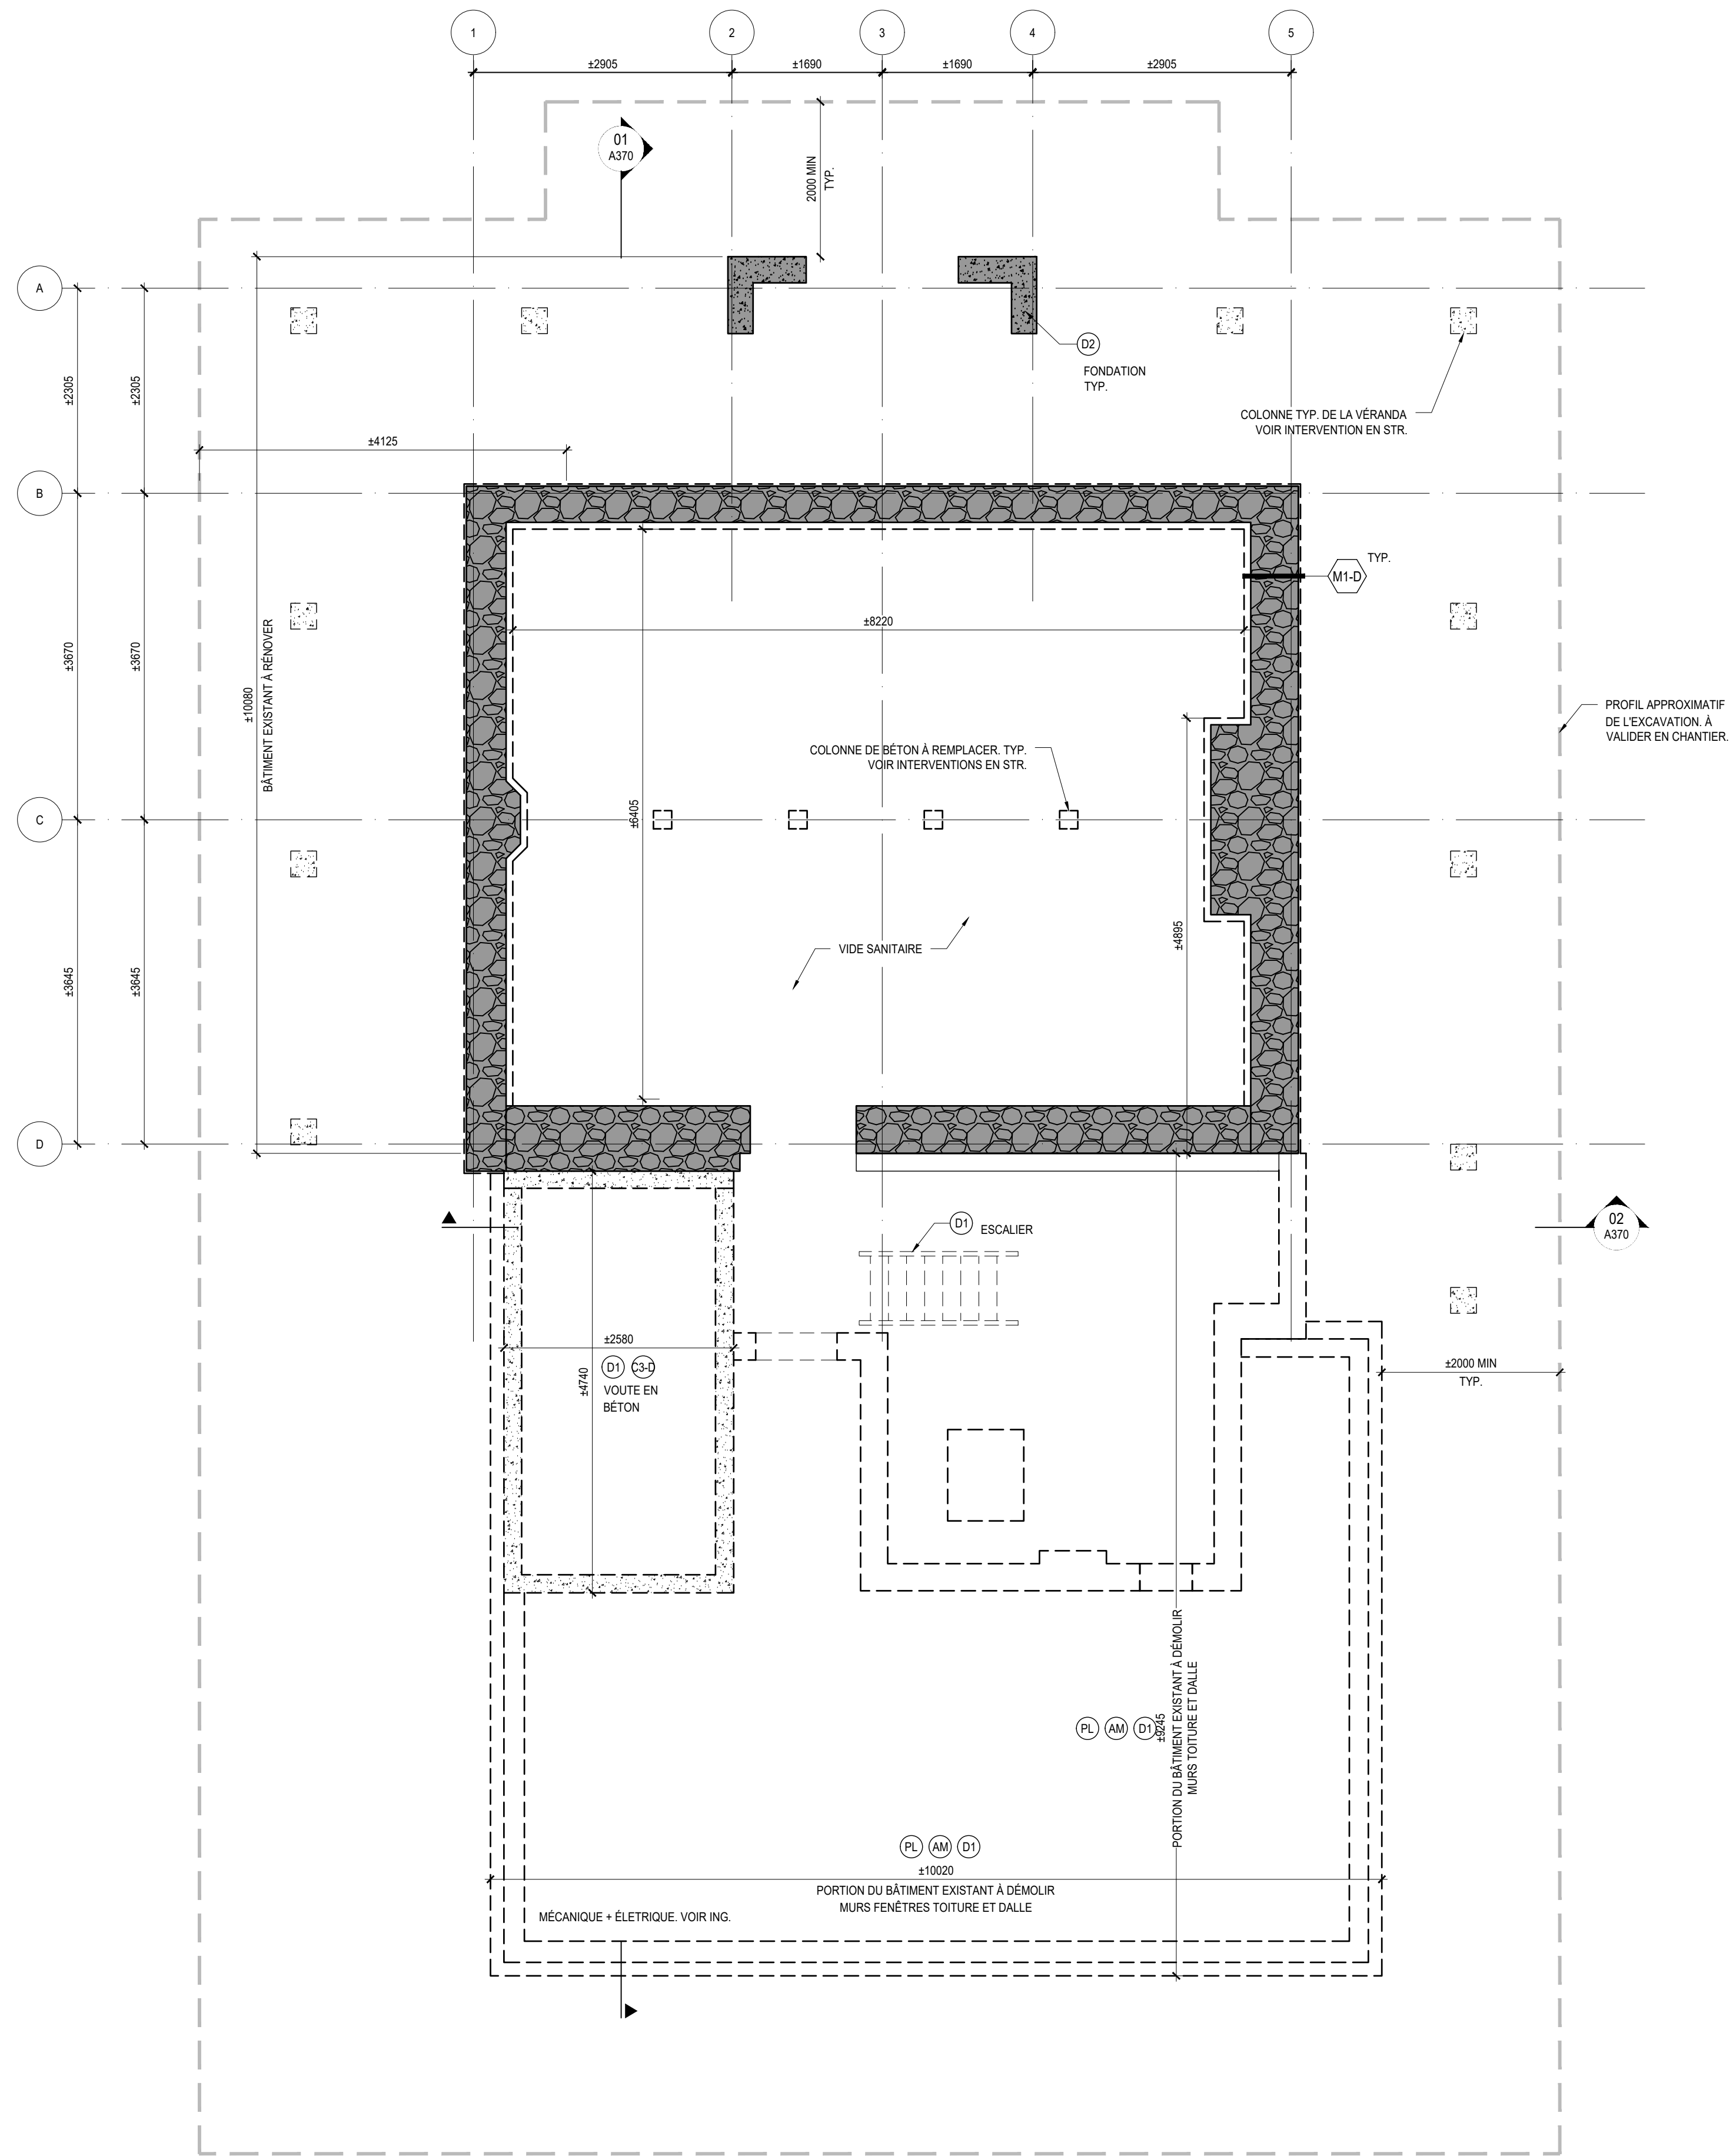 1
2
3
4
5
±2905
±1690
±1690
±2905
01
A370
2000 MIN
TYP.
A
D2
FONDATION
TYP.
±2305
±2305
COLONNE TYP. DE LA VÉRANDA
VOIR INTERVENTION EN STR.
±4125
B
TYP.
M1-D
±8220
±3670
±3670
±10080
BÂTIMENT EXISTANT À RÉNOVER
PROFIL APPROXIMATIF
DE L'EXCAVATION. À
VALIDER EN CHANTIER.
COLONNE DE BÉTON À REMPLACER. TYP.
VOIR INTERVENTIONS EN STR.
±6405
C
±4895
VIDE SANITAIRE
±3645
±3645
D
02
A370
D1
ESCALIER
±2580
D1
C3-D
±4740
VOUTE EN
BÉTON
±2000 MIN
TYP.
PL
AM
D1
±9245
PORTION DU BÂTIMENT EXISTANT À DÉMOLIR
MURS TOITURE ET DALLE
PL
AM
D1
±10020
PORTION DU BÂTIMENT EXISTANT À DÉMOLIR
MURS FENÊTRES TOITURE ET DALLE
MÉCANIQUE + ÉLETRIQUE. VOIR ING.